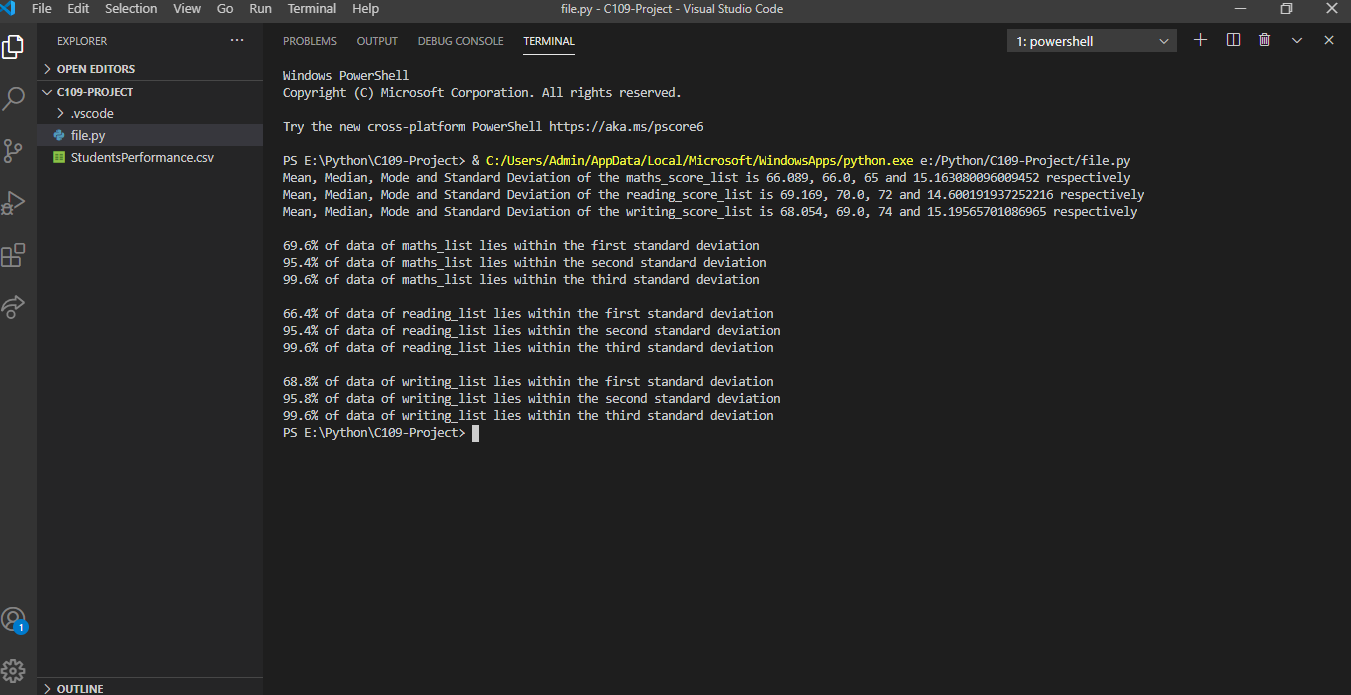 File Edit Selection View Go Run Terminal Help file.py - C109-Project - Visual Studio Code
EXPLORER
OPEN EDITORS
C109-PROJECT
.vscode
file.py
StudentsPerformance.csv
1
OUTLINE
PROBLEMS OUTPUT DEBUG CONSOLE TERMINAL 1: powershell
Windows PowerShell
Copyright (C) Microsoft Corporation. All rights reserved.
Try the new cross-platform PowerShell https://aka.ms/pscore6
PS E:\Python\C109-Project> & C:/Users/Admin/AppData/Local/Microsoft/WindowsApps/python.exe e:/Python/C109-Project/file.py
Mean, Median, Mode and Standard Deviation of the maths_score_list is 66.089, 66.0, 65 and 15.163080096009452 respectively
Mean, Median, Mode and Standard Deviation of the reading_score_list is 69.169, 70.0, 72 and 14.600191937252216 respectively
Mean, Median, Mode and Standard Deviation of the writing_score_list is 68.054, 69.0, 74 and 15.19565701086965 respectively
69.6% of data of maths_list lies within the first standard deviation
95.4% of data of maths_list lies within the second standard deviation
99.6% of data of maths_list lies within the third standard deviation
66.4% of data of reading_list lies within the first standard deviation
95.4% of data of reading_list lies within the second standard deviation
99.6% of data of reading_list lies within the third standard deviation
68.8% of data of writing_list lies within the first standard deviation
95.8% of data of writing_list lies within the second standard deviation
99.6% of data of writing_list lies within the third standard deviation
PS E:\Python\C109-Project>